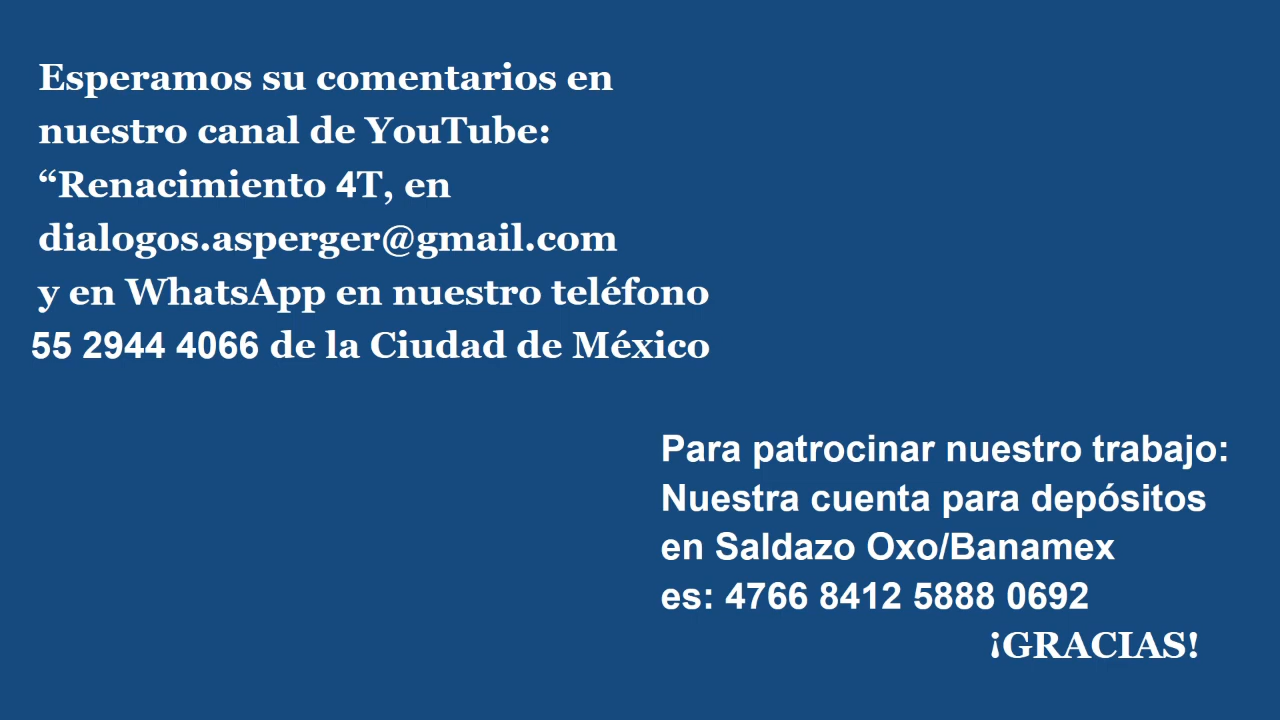 Esperamos su comentarios en
nuestro canal de YouTube:
“Renacimiento 4T, en
dialogos.asperger@gmail.com
y en WhatsApp en nuestro teléfono
55 2944 4066 de la Ciudad de México
Para patrocinar nuestro trabajo:
Nuestra cuenta para depósitos
en Saldazo Oxo/Banamex
es: 4766 8412 5888 0692
¡GRACIAS!